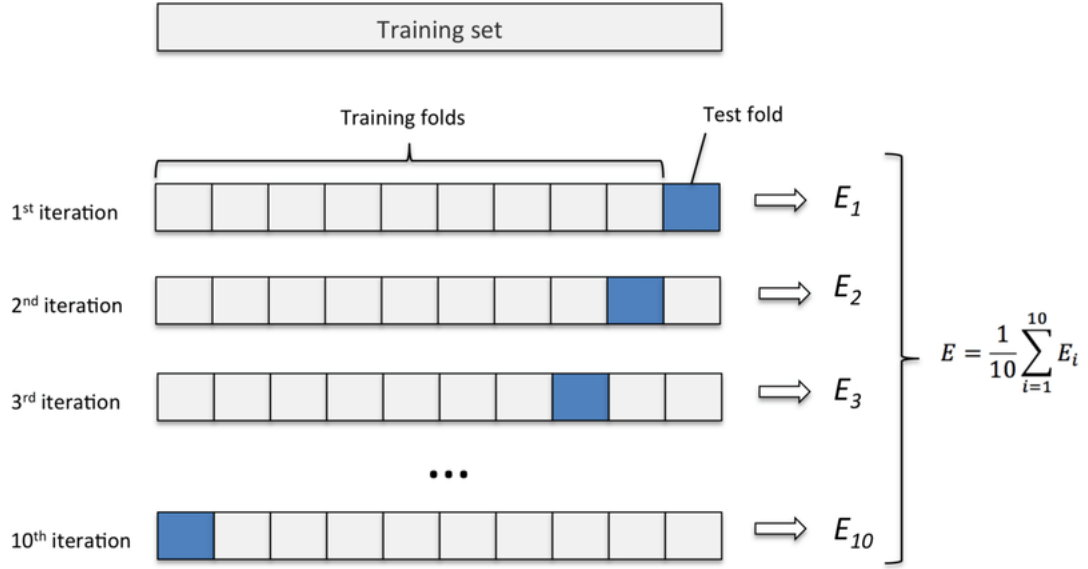 Training set
Training folds
Test fold
1st iteration
E1
2nd iteration
E2
E = 1/10 ∑ i=1 10 Ei
3rd iteration
E3
...
10th iteration
E10